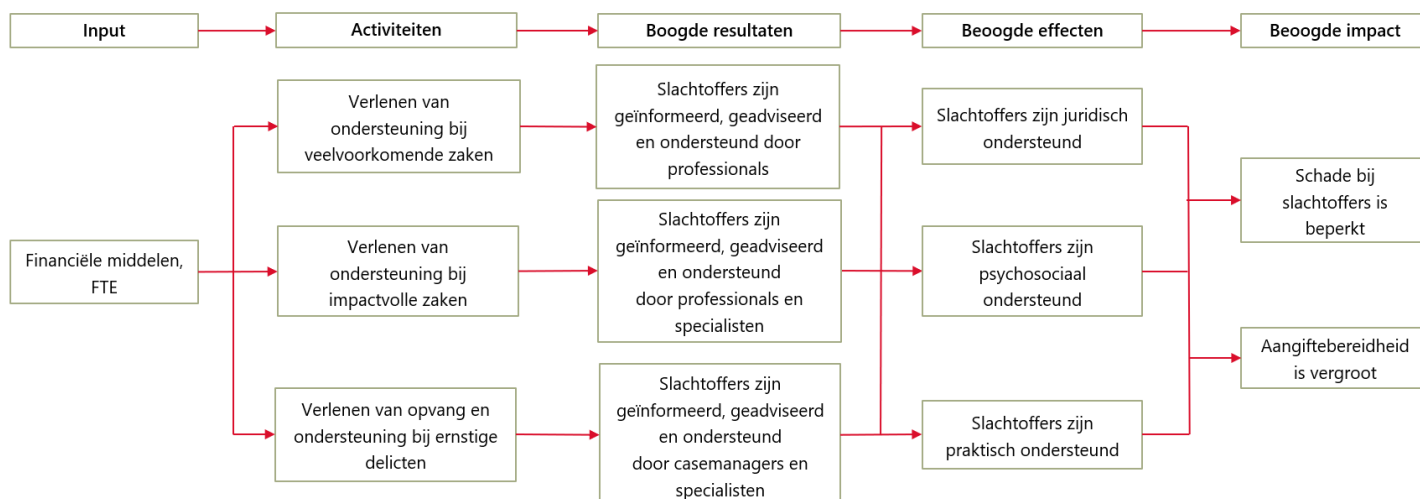 Input
Activiteiten
Boogde resultaten
Beoogde effecten
Beoogde impact
Financiële middelen,
FTE
Verlenen van
ondersteuning bij
veelvoorkomende zaken
Verlenen van
ondersteuning bij
impactvolle zaken
Verlenen van opvang en
ondersteuning bij ernstige
delicten
Slachtoffers zijn
geïnformeerd, geadviseerd
en ondersteund door
professionals
Slachtoffers zijn
geïnformeerd, geadviseerd
en ondersteund
door professionals en
specialisten
Slachtoffers zijn
geïnformeerd, geadviseerd
en ondersteund
door casemanagers en
specialisten
Slachtoffers zijn juridisch
ondersteund
Slachtoffers zijn
psychosociaal
ondersteund
Slachtoffers zijn
praktisch ondersteund
Schade bij
slachtoffers is
beperkt
Aangiftebereidheid
is vergroot